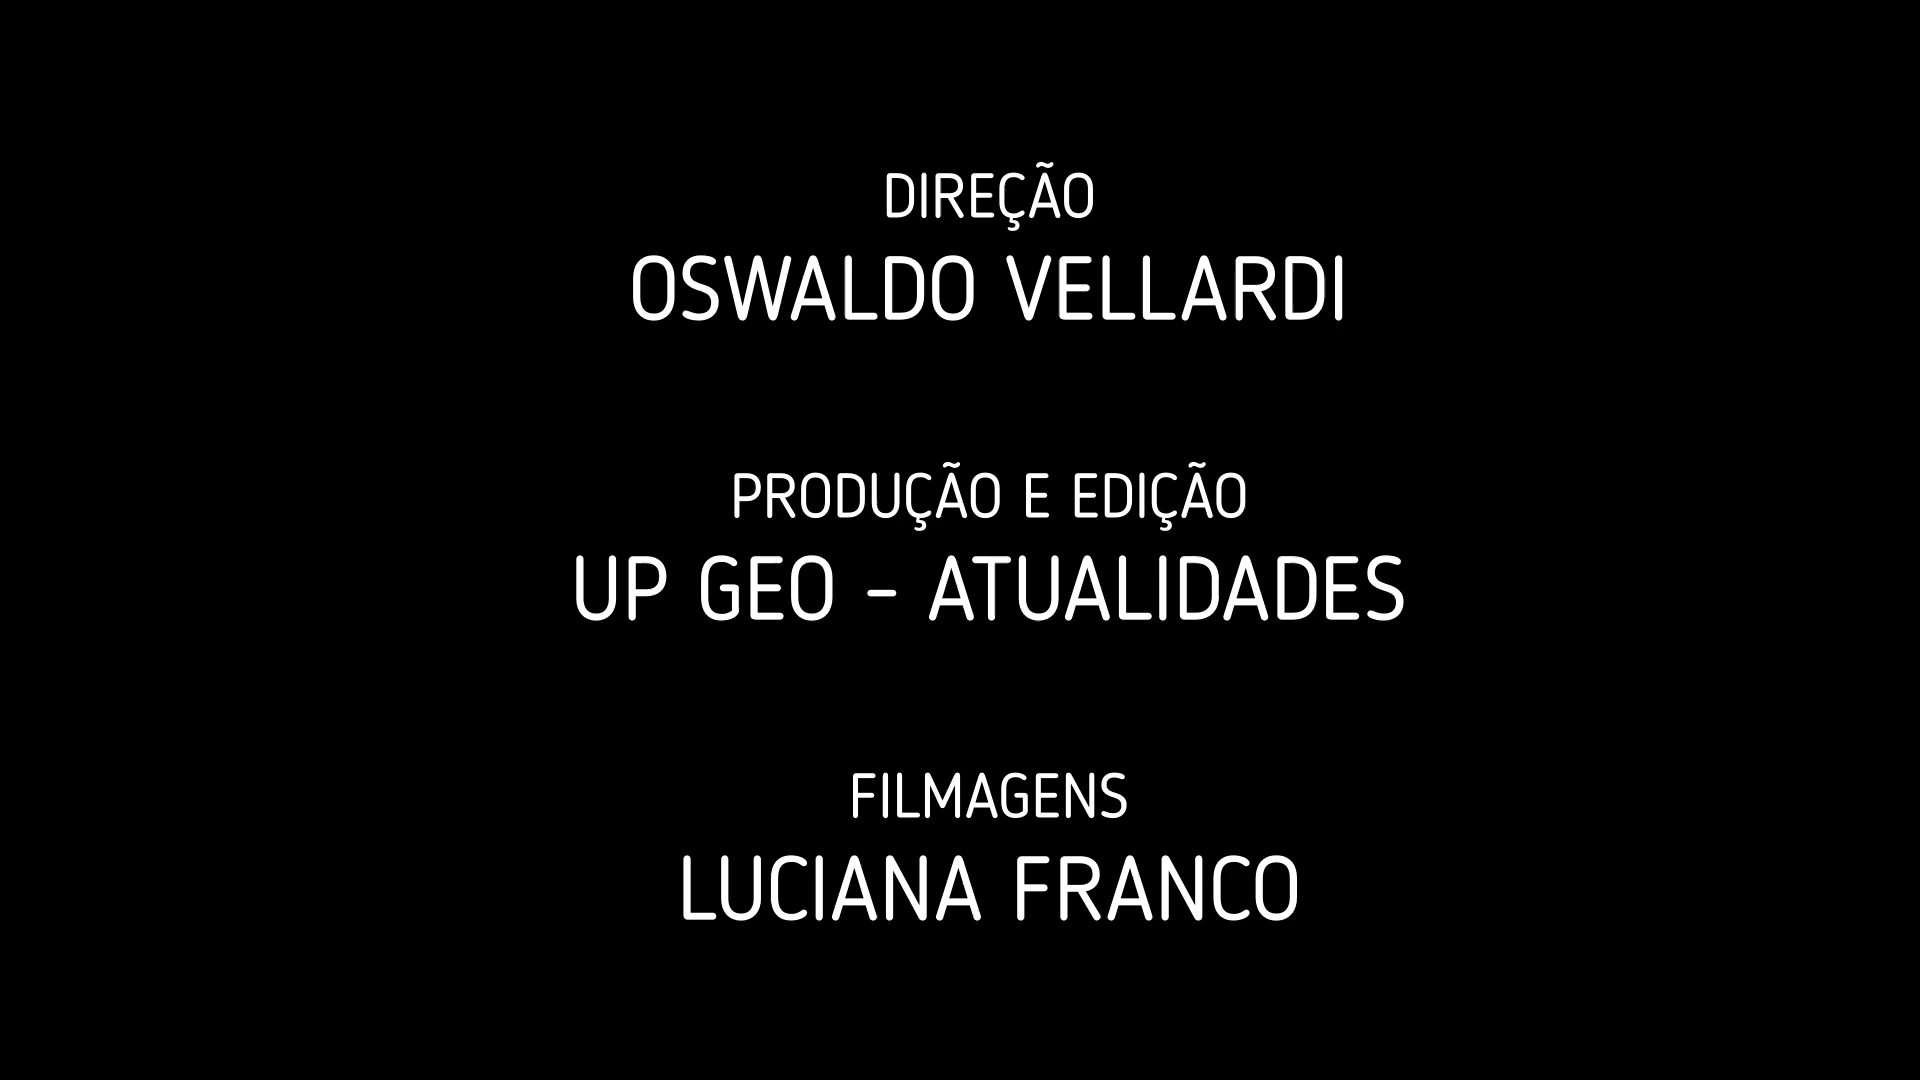 DIREÇÃO
OSWALDO VELLARDI
PRODUÇÃO E EDIÇÃO
UP GEO - ATUALIDADES
FILMAGENS
LUCIANA FRANCO